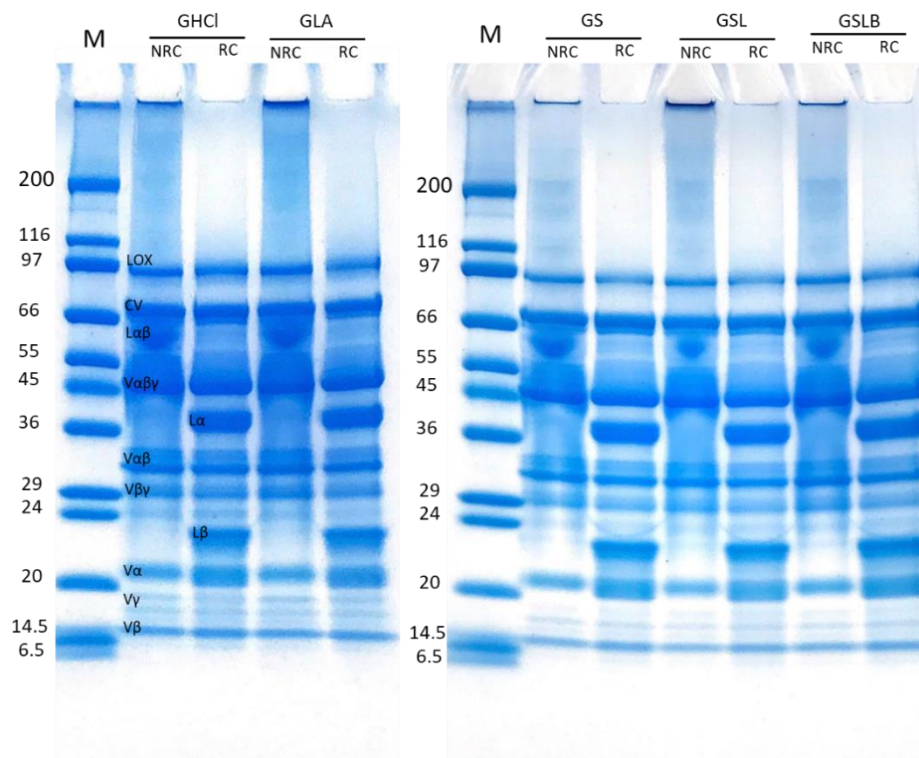 GHCl GLA
M NRC RC NRC RC
200
116
97
66
55
45
36
29
24
20
14.5
6.5
LOX
CV
Lαβ
Vαβγ
Lα
Vαβ
Vβγ
Lβ
Vα
Vγ
Vβ
GS GSL GSLB
M NRC RC NRC RC NRC RC
200
116
97
66
55
45
36
29
24
20
14.5
6.5